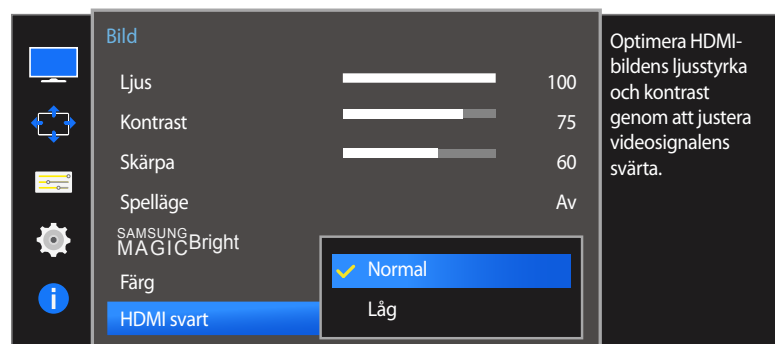 Bild
Ljus 100
Kontrast 75
Skärpa 60
Spelläge Av
SAMSUNG
MAGICBright
Färg
HDMI svart
Normal
Låg
Optimera HDMI-
bildens ljusstyrka
och kontrast
genom att justera
videosignalens
svärta.